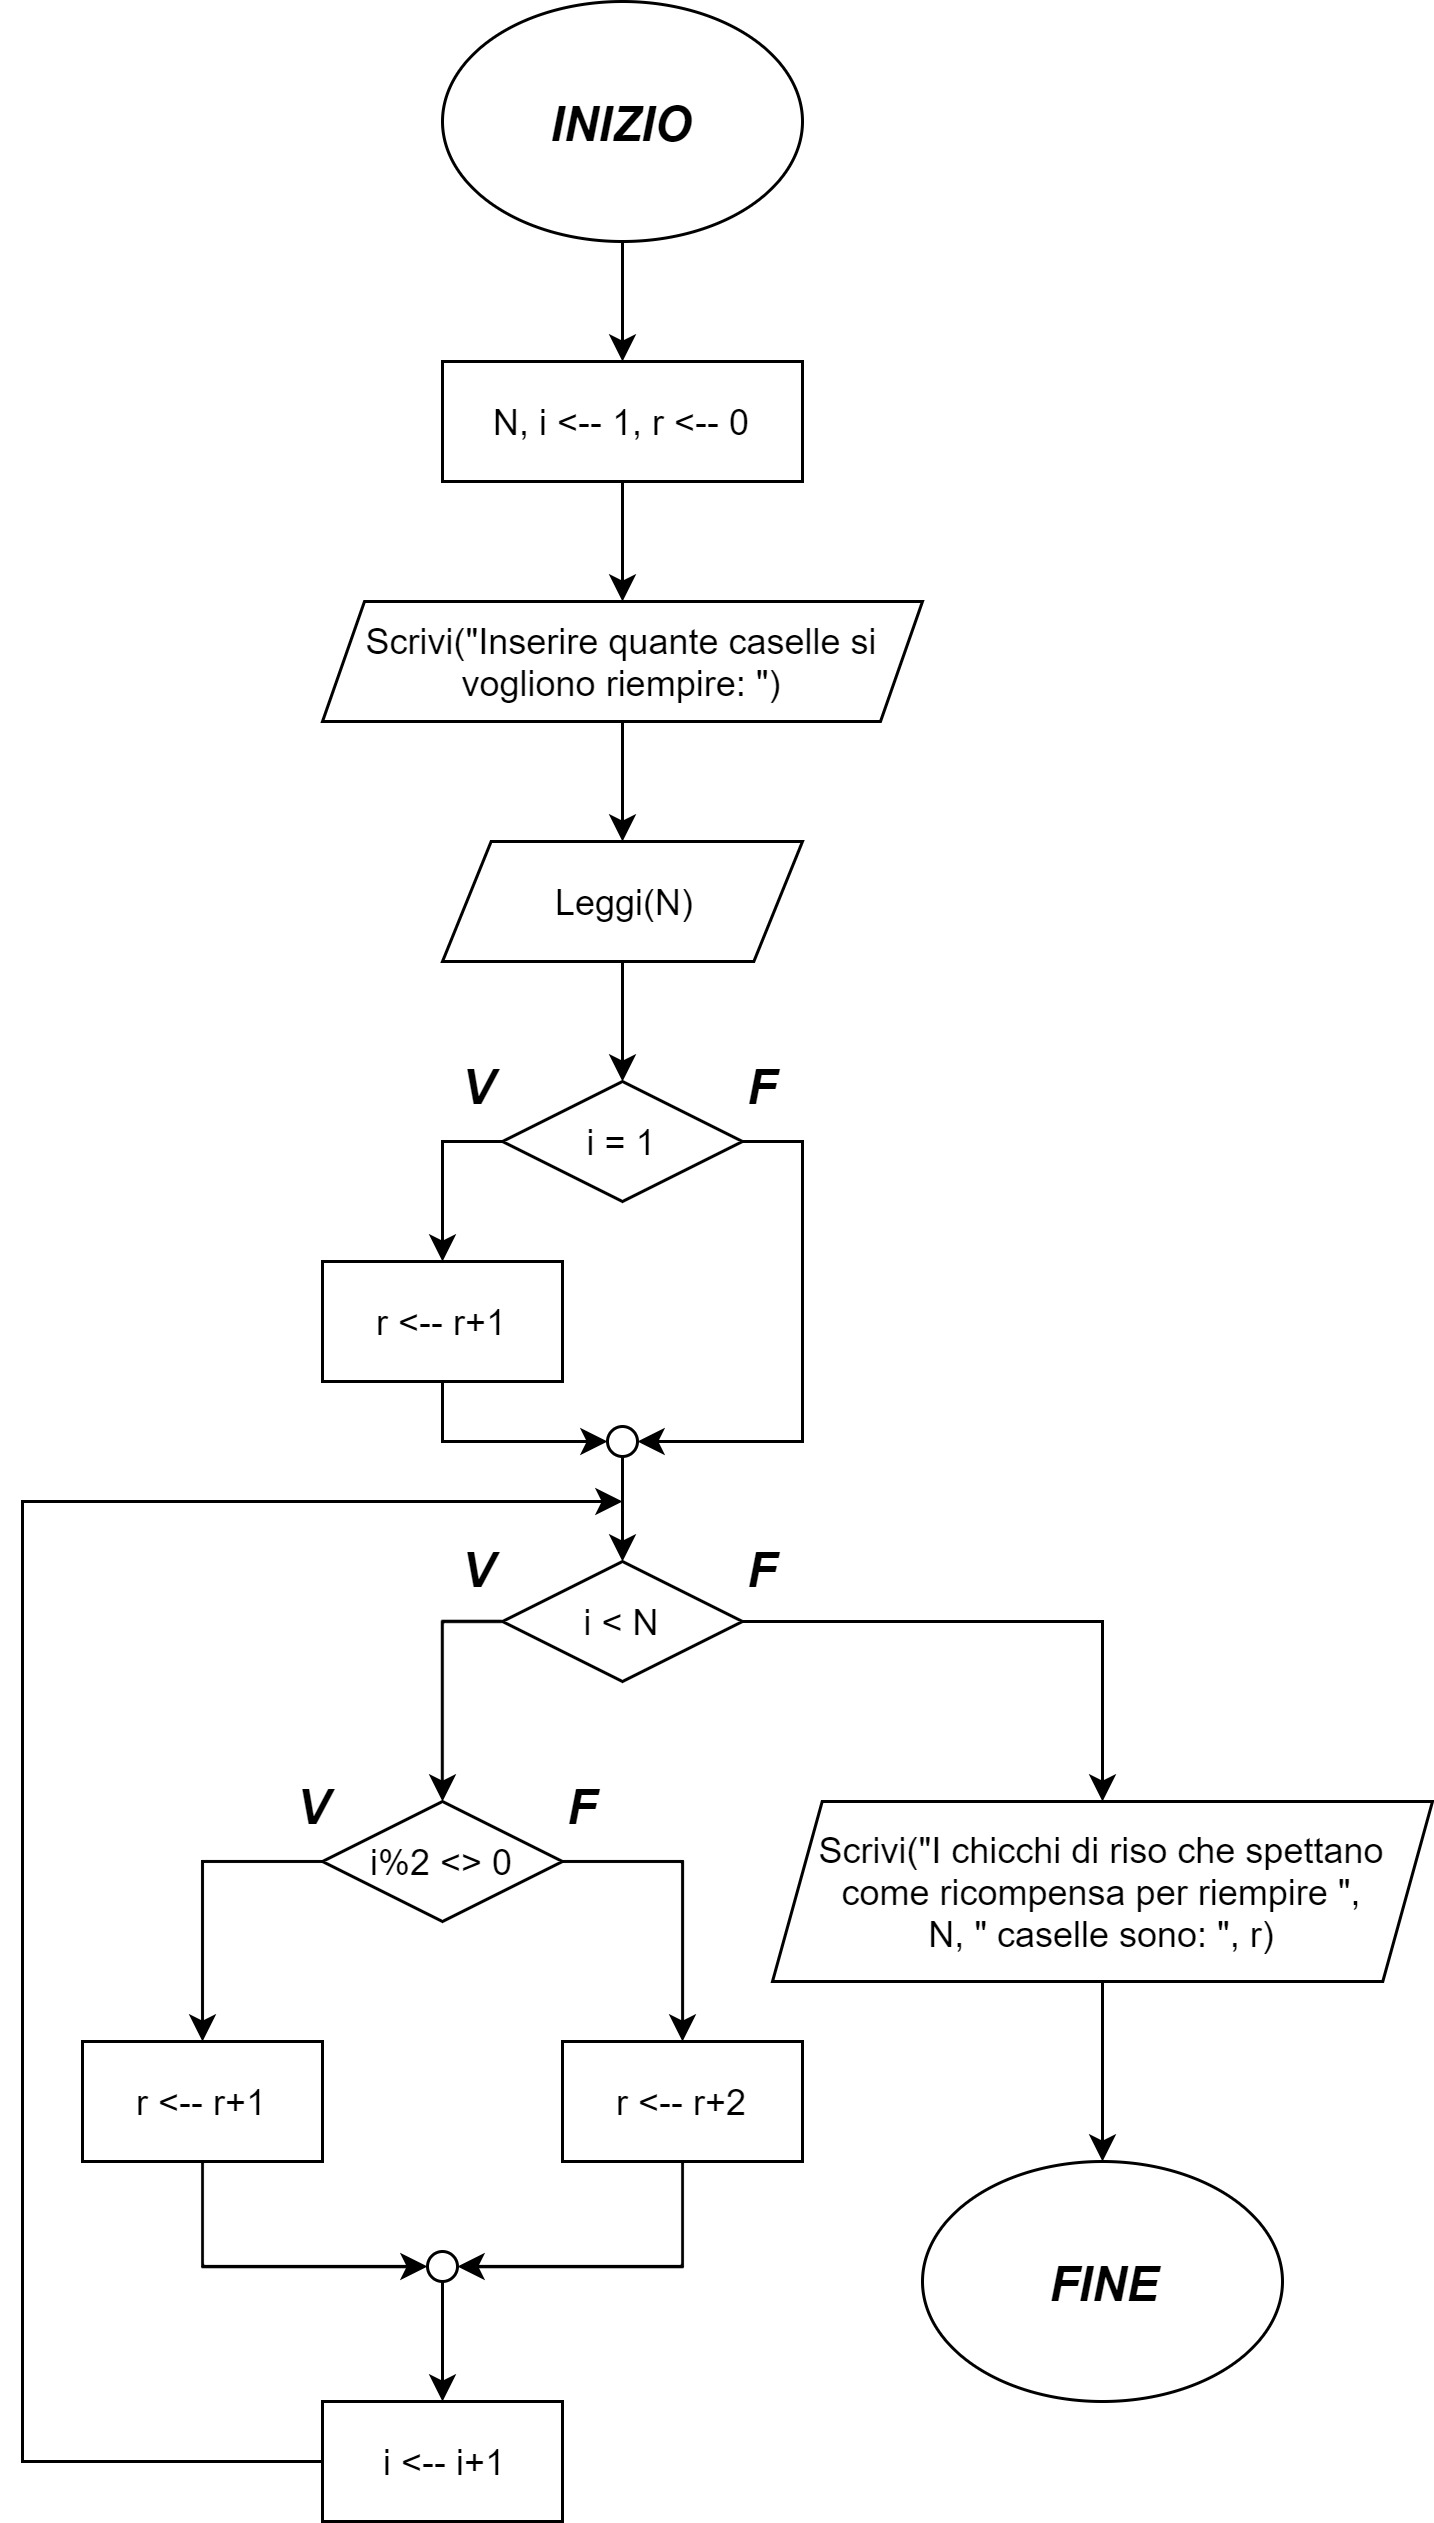 INIZIO
N, i <-- 1, r <-- 0
Scrivi("Inserire quante caselle si
vogliono riempire: ")
Leggi(N)
V
F
i = 1
r <-- r+1
V
F
i < N
V
F
i%2 <> 0
Scrivi("I chicchi di riso che spettano
come ricompensa per riempire ",
N, " caselle sono: ", r)
r <-- r+1
r <-- r+2
FINE
i <-- i+1